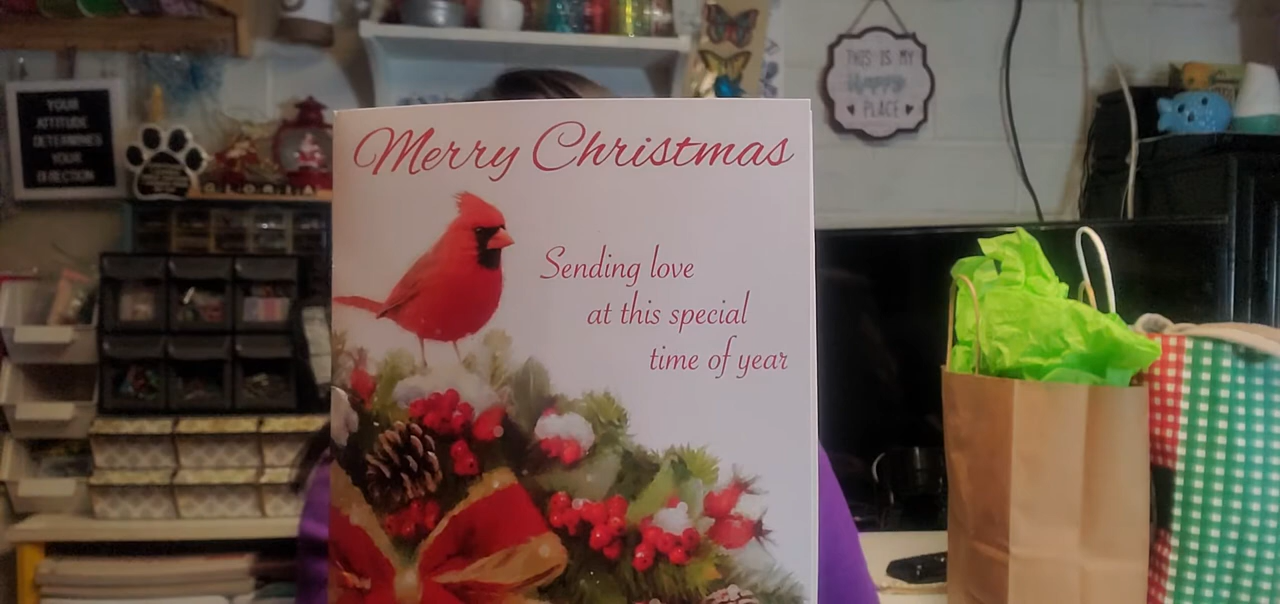 YOUR
ATTITUDE
DETERMINES
YOUR
DIRECTION
GLORIA
THIS IS MY
Happy
PLACE
Merry Christmas
Sending love
at this special
time of year